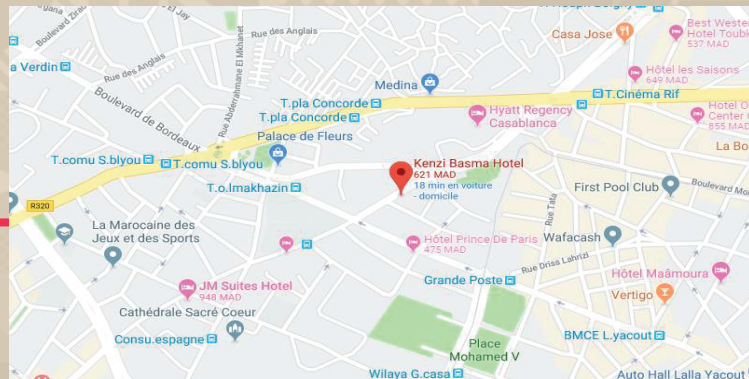 Boulevard Zirao
Rue des Anglais
Casa Jose
Best Weste
Hotel Toubk
537 MAD
a Verdin
Rue des Anglais
Rue Abderrahmane El Mkhanet
Medina
Hôtel les Saisons
649 MAD
Boulevard de Bordeaux
T.pla Concorde
T.pla Concorde
T.Cinéma Rif
Hyatt Regency
Casablanca
Hotel O
Center
855 MAD
Palace de Fleurs
La Bo
T.comu S.blyou
T.comu S.blyou
Kenzi Basma Hotel
621 MAD
18 min en voiture
- domicile
T.o.lmakhazin
First Pool Club
Boulevard Mo
R320
Rue Tata
La Marocaine des
Jeux et des Sports
Hôtel Prince De Paris
475 MAD
Wafacash
Rue Driss Lahrizi
Hôtel Maâmoura
Grande Poste
JM Suites Hotel
948 MAD
Vertigo
Cathédrale Sacré Coeur
Consu.espagne
BMCE L.yacout
Place
Mohamed V
Wilaya G.casa
Auto Hall Lalla Yacout